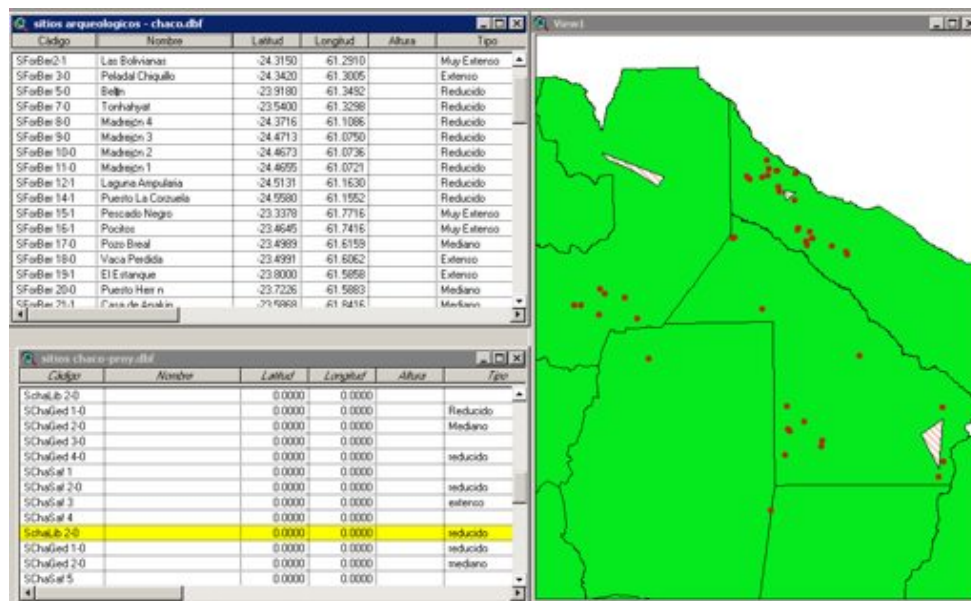 sitios arqueologicos - chaco.dbf
Código Nombre Latitud Longitud Altura Tipo
SForBer2-1 Las Bolivianas -24.3150 -61.2910 Muy Extenso
SForBer 3-0 Peladal Chiquillo -24.3420 -61.3005 Extenso
SForBer 5-0 -23.9180 -61.3492 Reducido
SForBer 7-0 Tonhahyat -23.5400 -61.3298 Reducido
SForBer 8-0 Madrejon 4 -24.3716 -61.1086 Reducido
SForBer 9-0 Madrejon 3 -24.4713 -61.0750 Reducido
SForBer 10-0 Madrejon 2 -24.4673 -61.0736 Reducido
SForBer 11-0 Madrejon 1 -24.4655 -61.0721 Reducido
SForBer 12-1 Laguna Ampularia -24.5131 -61.1630 Reducido
SForBer 14-1 Puesto La Corzuela -24.5580 -61.1552 Reducido
SForBer 15-1 Pescado Negro -23.3378 -61.7716 Muy Extenso
SForBer 16-1 Pocitos -23.4645 -61.7416 Muy Extenso
SForBer 17-0 Pozo Breal -23.4989 -61.6159 Mediano
SForBer 18-0 Vaca Perdida -23.4991 -61.6062 Extenso
SForBer 19-1 El Estanque -23.8000 -61.5858 Extenso
SForBer 20-0 Puesto Herr n -23.7226 -61.5883 Mediano
SForBer 21-1 Casa de -23.5868 -61.6416 Mediano
sitios chaco-proy.dbf
Código Nombre Latitud Longitud Altura Tipo
SchaLib 2-0 0.0000 0.0000
SChaGed 1-0 0.0000 0.0000 Reducido
SChaGed 2-0 0.0000 0.0000 Mediano
SChaGed 3-0 0.0000 0.0000
SChaGed 4-0 0.0000 0.0000 reducido
SChaSaf 1 0.0000 0.0000
SChaSaf 2-0 0.0000 0.0000 reducido
SChaSaf 3 0.0000 0.0000 extenso
SChaSaf 4 0.0000 0.0000
SchaLib 2-0 0.0000 0.0000 reducido
SChaGed 1-0 0.0000 0.0000 reducido
SChaGed 2-0 0.0000 0.0000 mediano
SChaSaf 5 0.0000 0.0000
View1